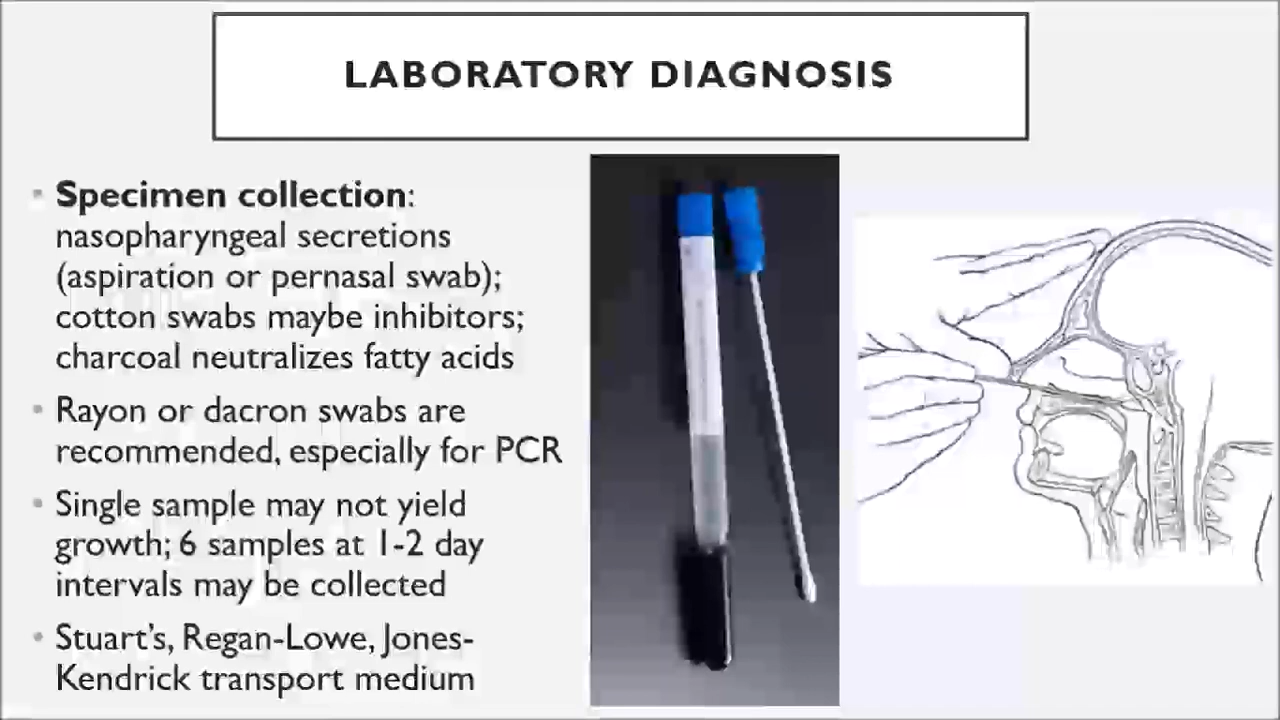 LABORATORY DIAGNOSIS
Specimen collection:
nasopharyngeal secretions
(aspiration or pernasal swab);
cotton swabs maybe inhibitors;
charcoal neutralizes fatty acids
Rayon or dacron swabs are
recommended, especially for PCR
Single sample may not yield
growth; 6 samples at 1-2 day
intervals may be collected
Stuart's, Regan-Lowe, Jones-
Kendrick transport medium